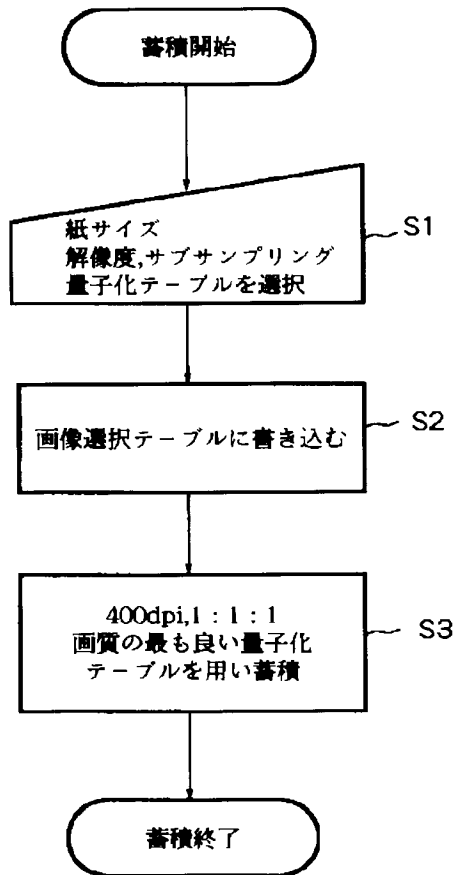 蓄積開始
紙サイズ
解像度,サブサンプリング
量子化テーブルを選択
S1
画像選択テーブルに書き込む
S2
400dpi,1:1:1
画質の最も良い量子化
テーブルを用い蓄積
S3
蓄積終了